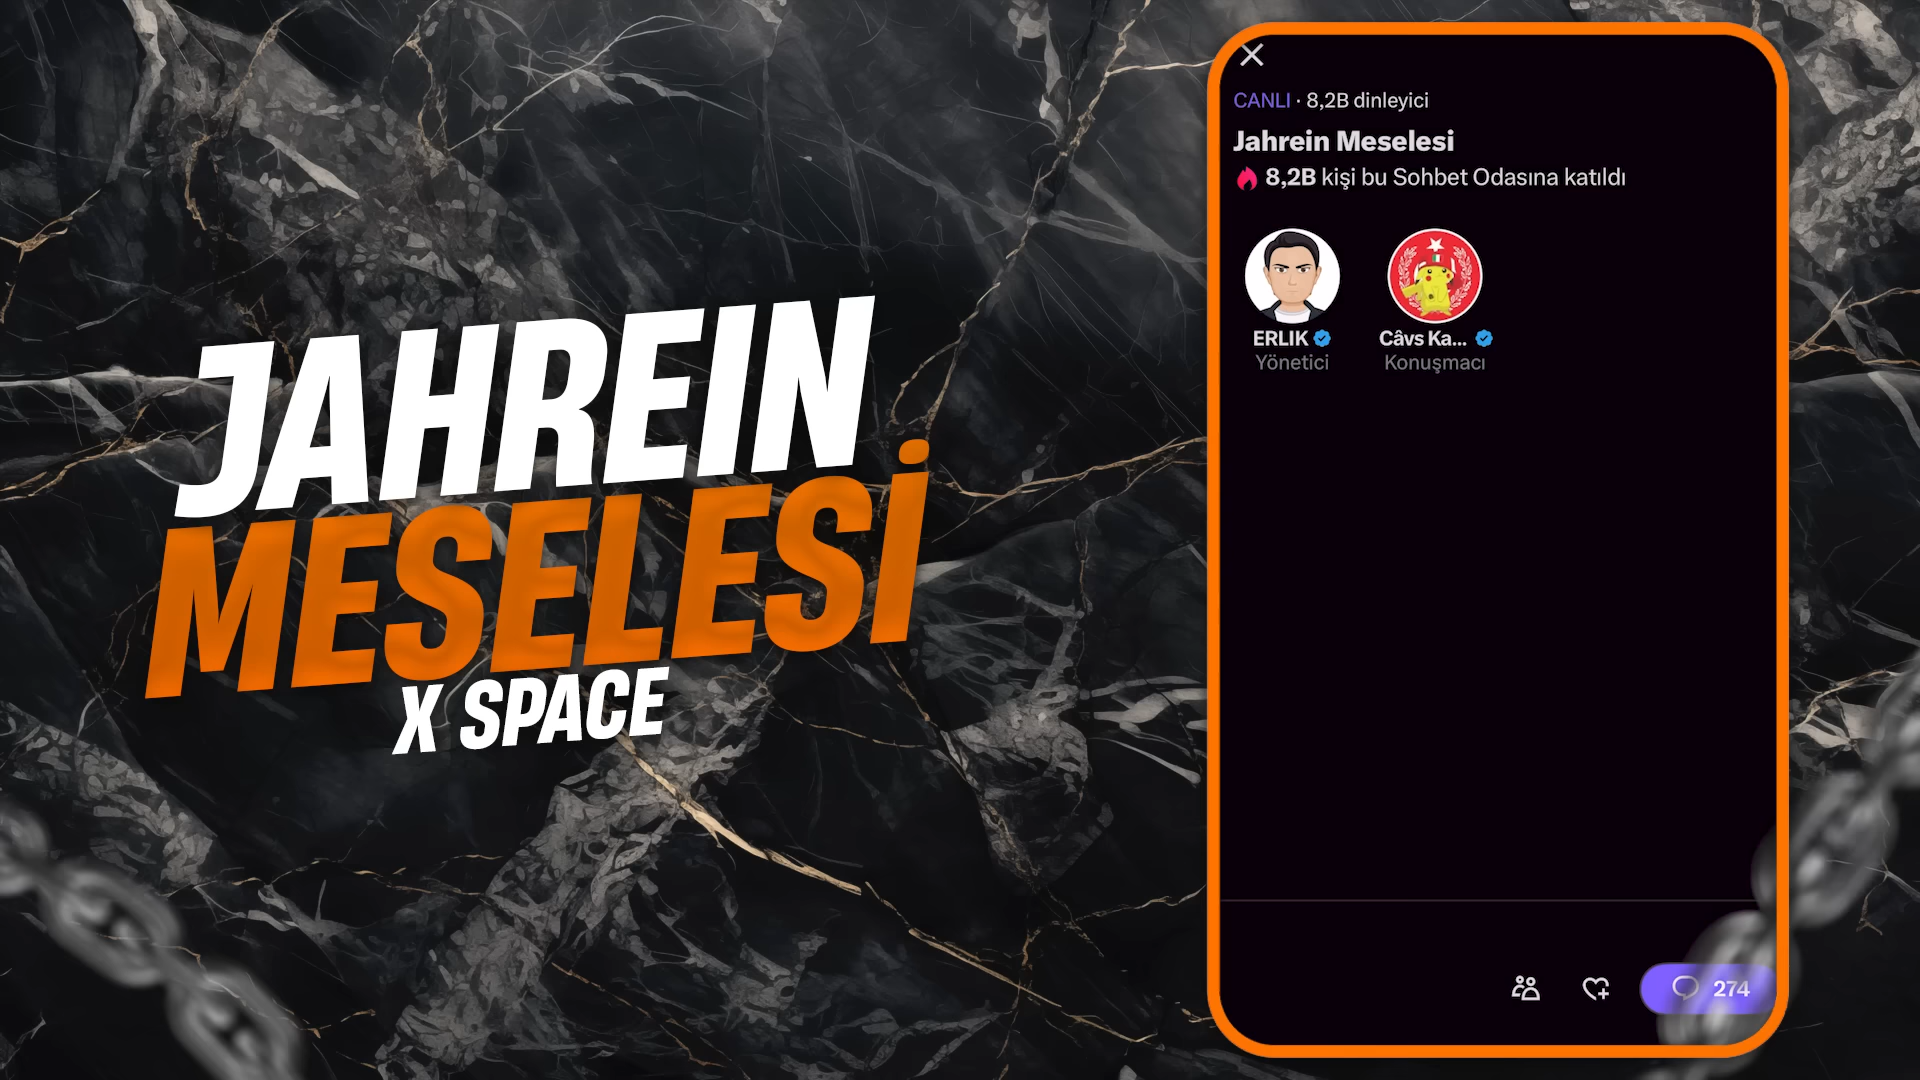 JAHREIN
MESELESİ
X SPACE
CANLI · 8,2B dinleyici
Jahrein Meselesi
8,2B kişi bu Sohbet Odasına katıldı
ERLIK
Yönetici
Câvs Ka...
Konuşmacı
274